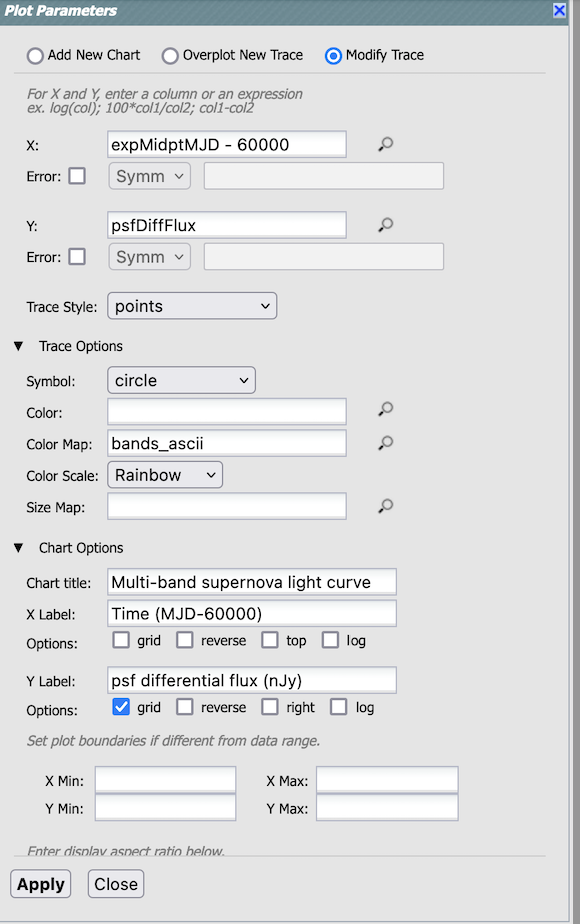 Plot Parameters
Add New Chart Overplot New Trace Modify Trace
For X and Y, enter a column or an expression
ex. log(col); 100*col1/col2; col1-col2
X: expMidptMJD - 60000
Error: Symm
Y: psfDiffFlux
Error: Symm
Trace Style: points
Trace Options
Symbol: circle
Color:
Color Map: bands_ascii
Color Scale: Rainbow
Size Map:
Chart Options
Chart title: Multi-band supernova light curve
X Label: Time (MJD-60000)
Options: grid reverse top log
Y Label: psf differential flux (nJy)
Options: grid reverse right log
Set plot boundaries if different from data range.
X Min: X Max:
Y Min: Y Max:
Enter display aspect ratio below.
Apply Close